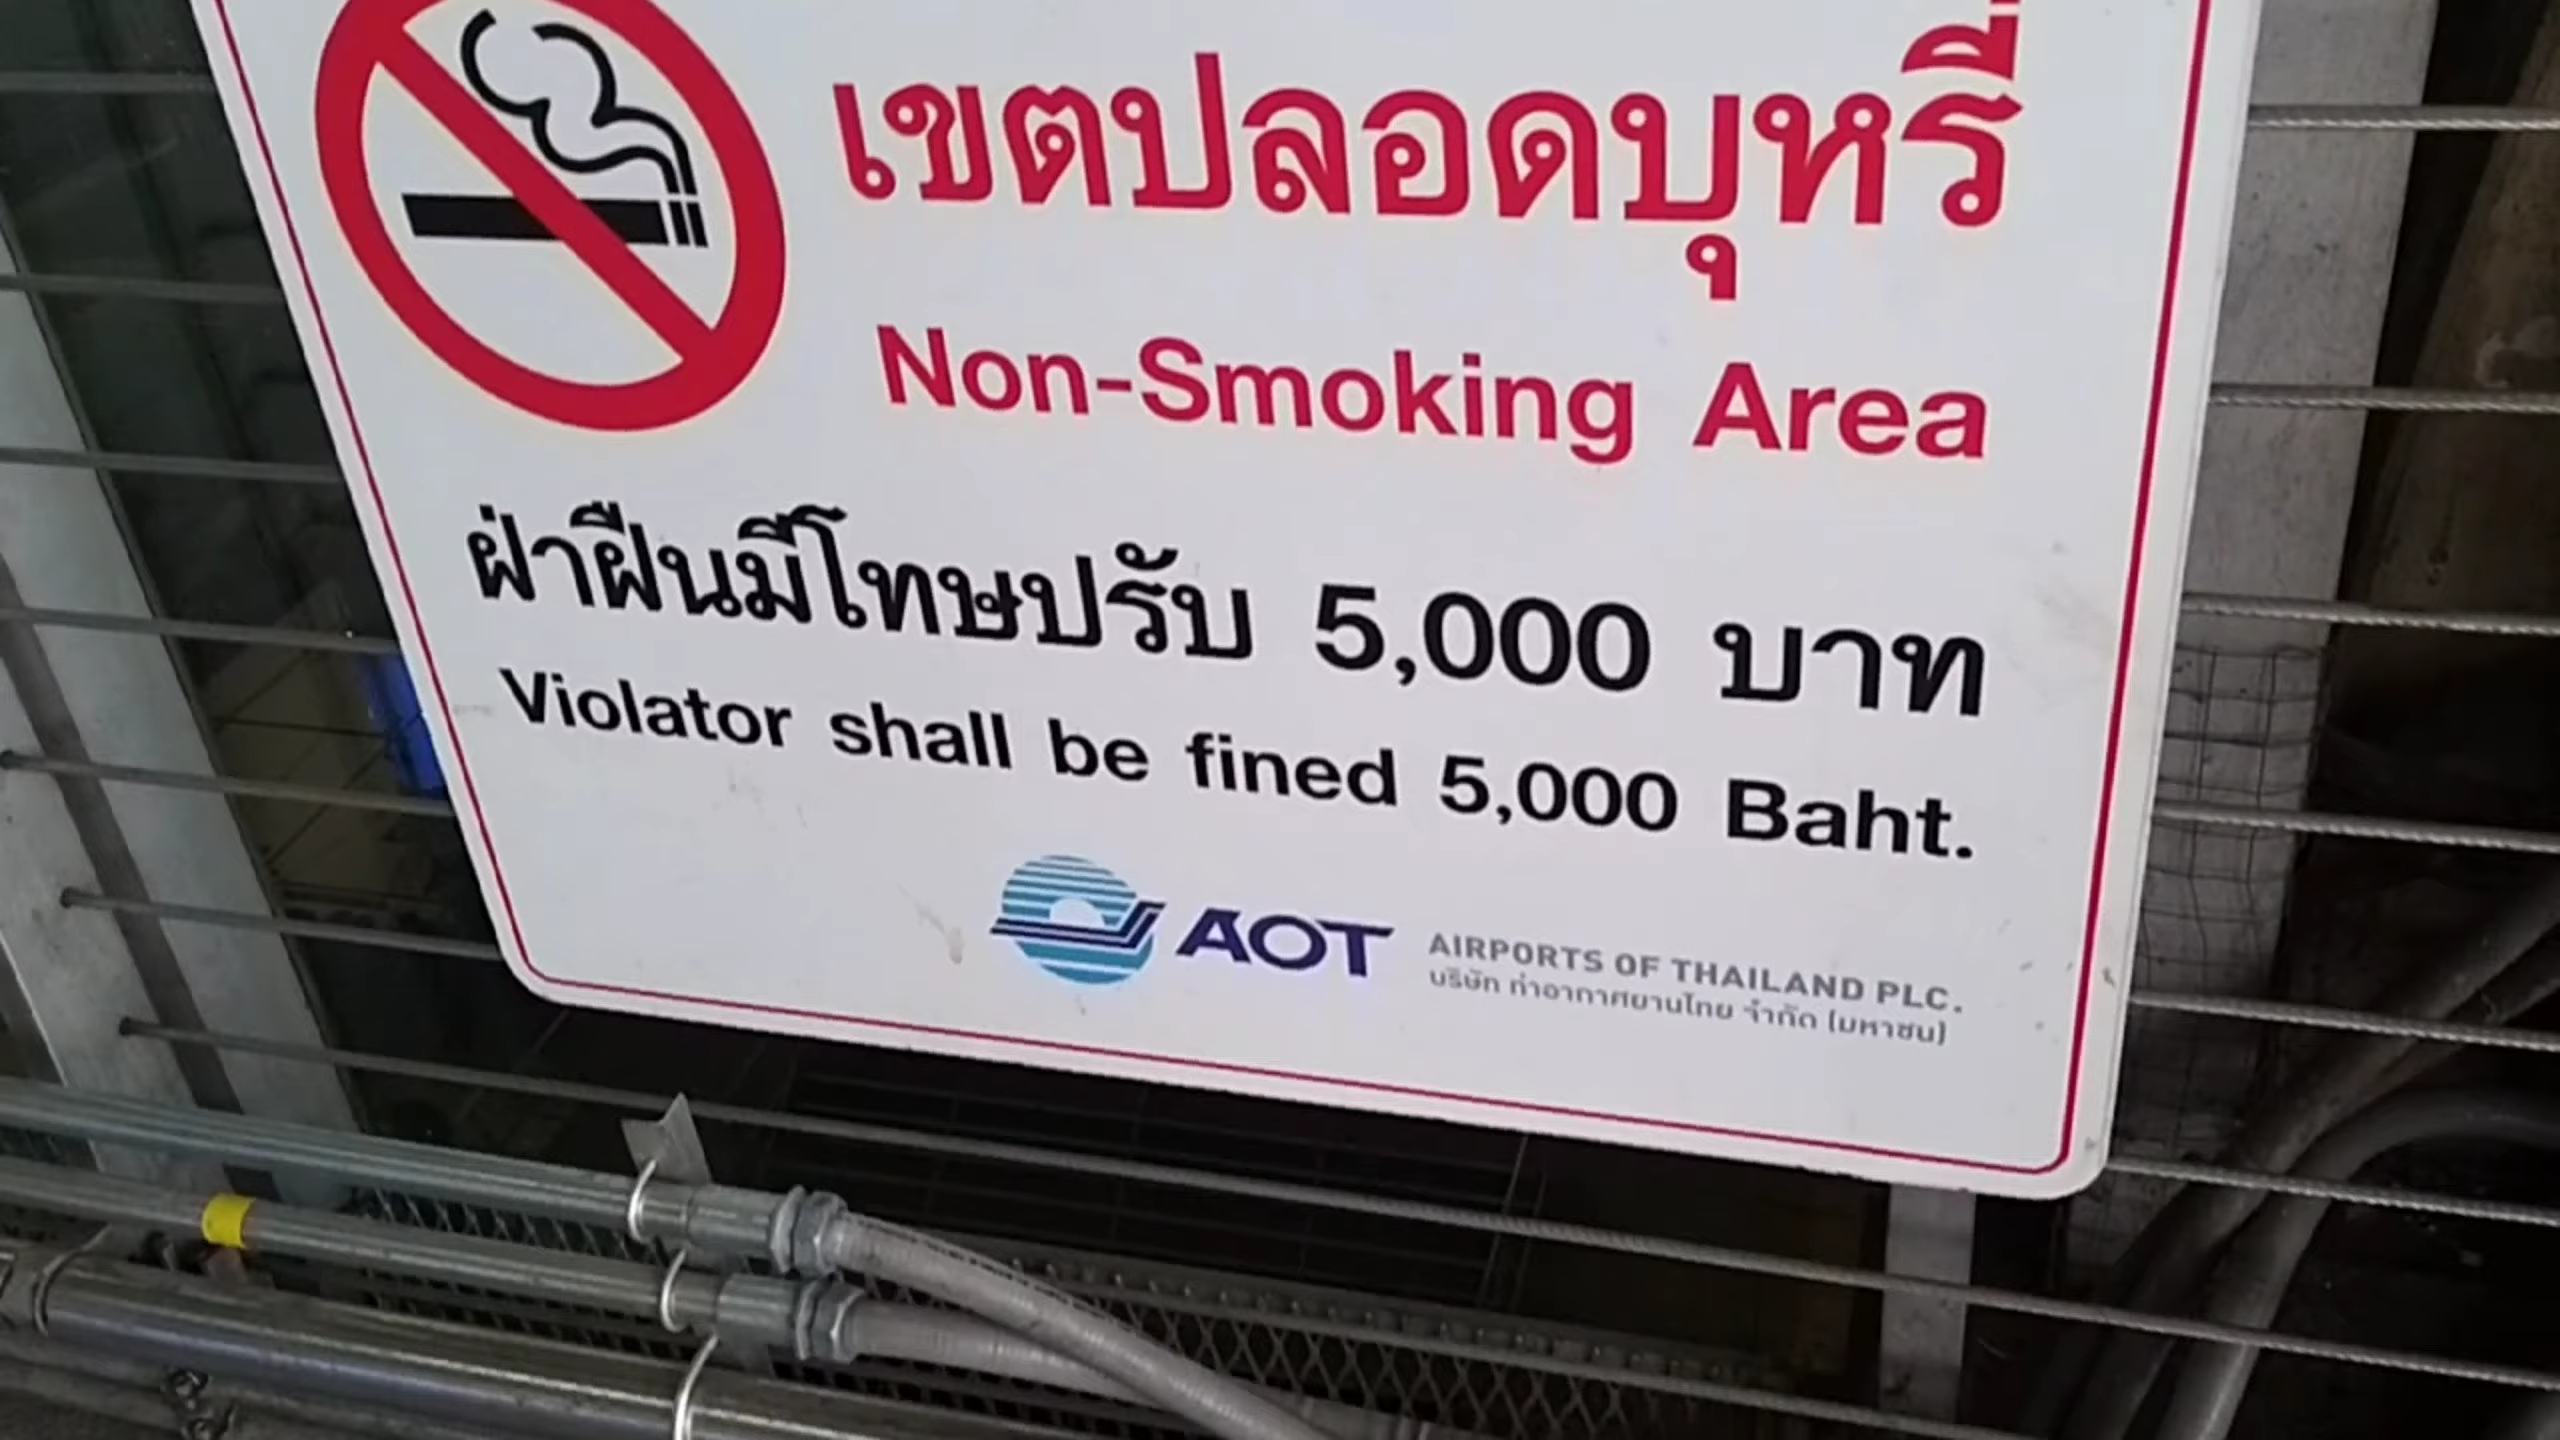 เขตปลอดบุหรี่
Non-Smoking Area
ฝ่าฝืนมีโทษปรับ 5,000 บาท
Violator shall be fined 5,000 Baht.
AOT
AIRPORTS OF THAILAND PLC.
บริษัท ท่าอากาศยานไทย จำกัด (มหาชน)